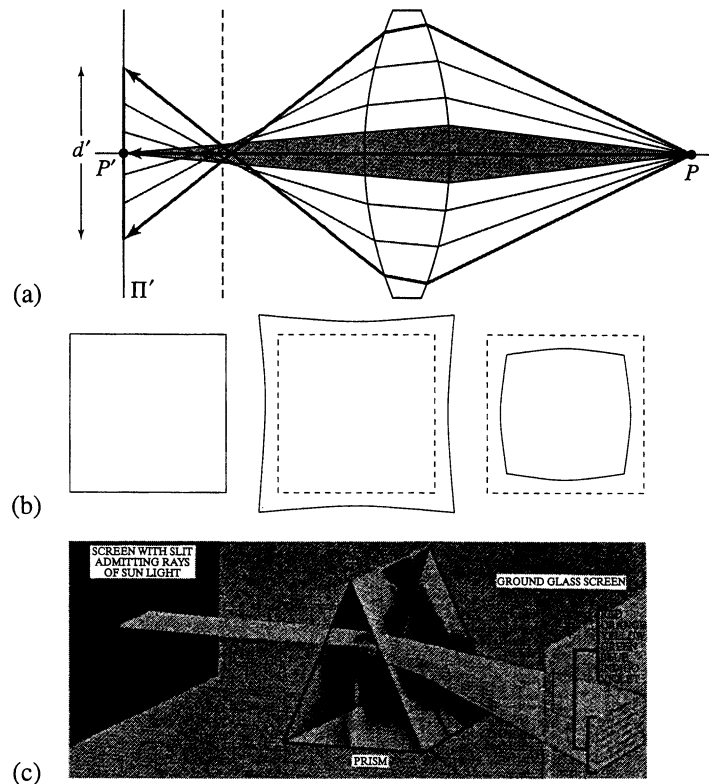 d′
P′
P
(a)
Π′
(b)
SCREEN WITH SLIT
ADMITTING RAYS
OF SUN LIGHT
GROUND GLASS SCREEN
PRISM
(c)